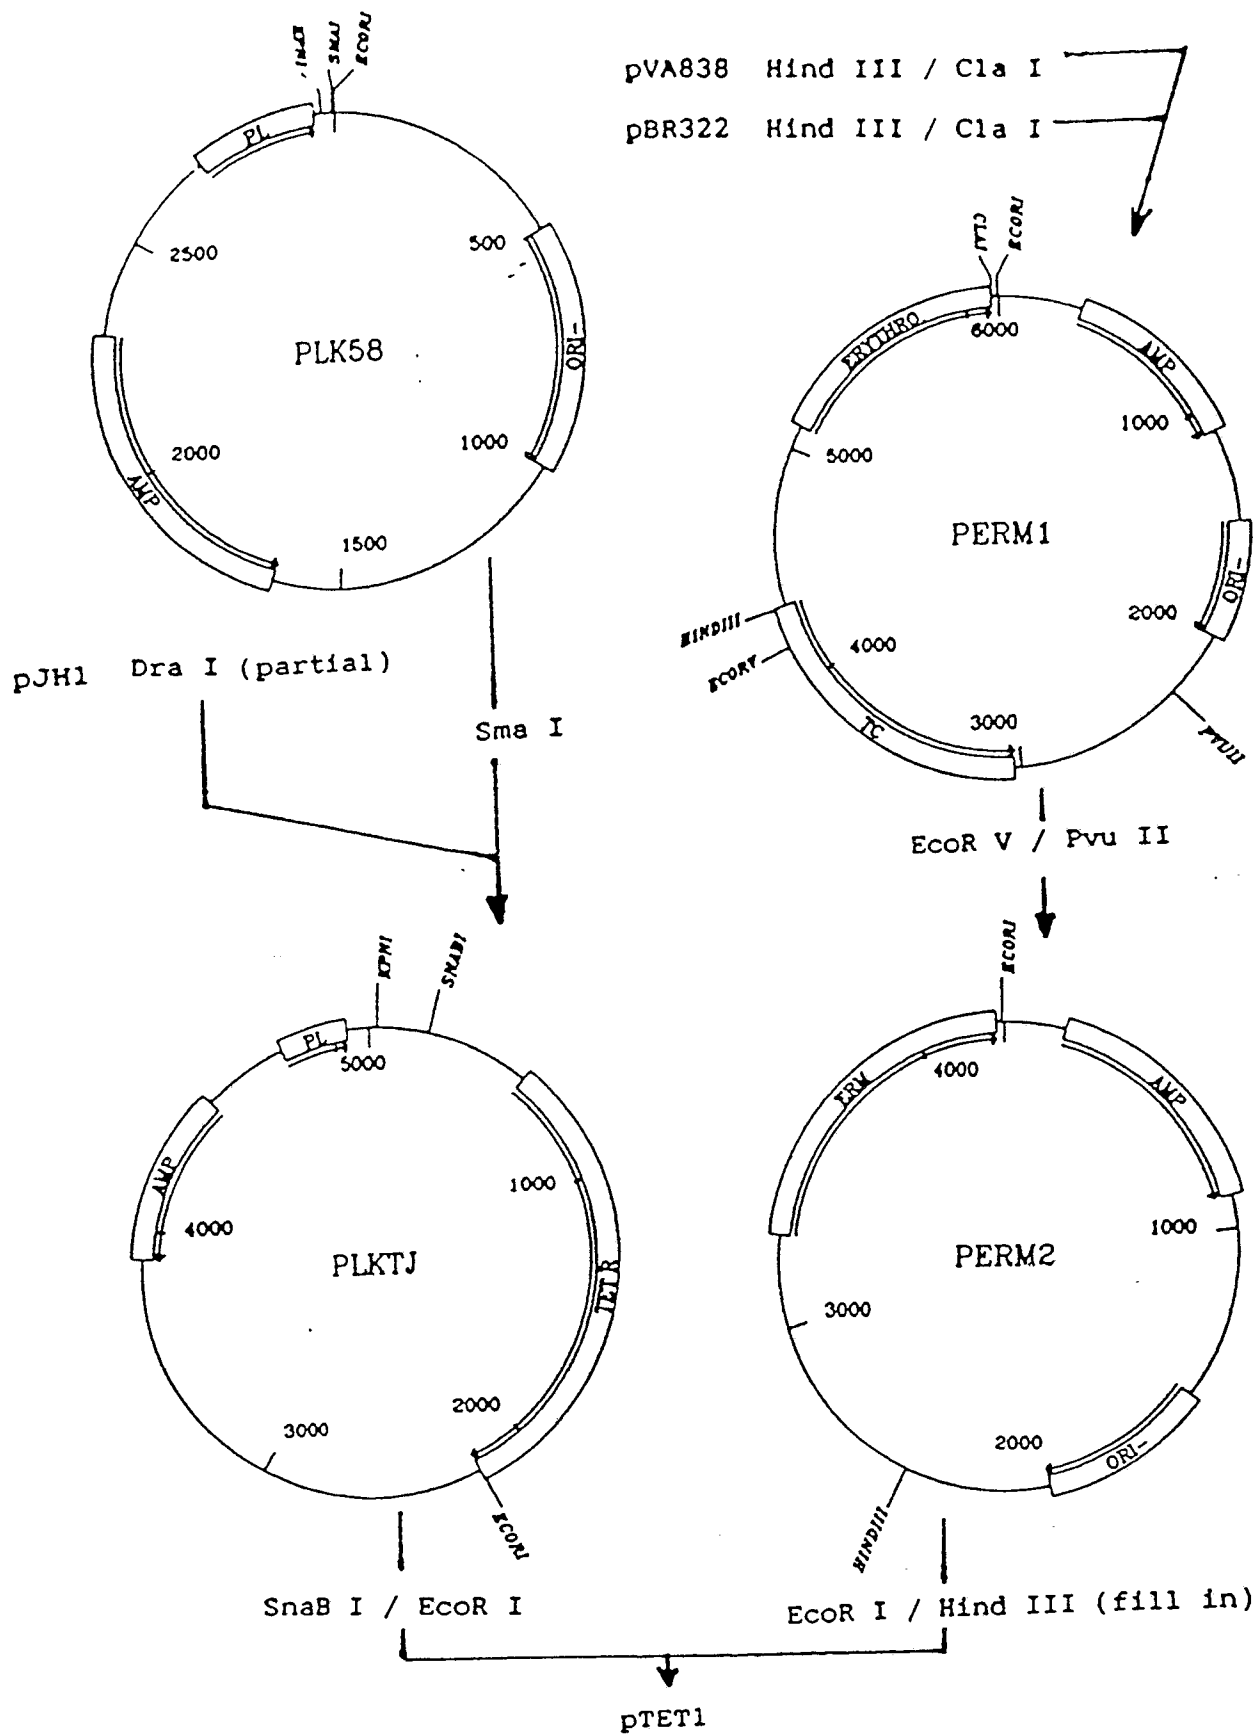 KPNI
SMAI
ECORI
PL
2500
500
PLK58
ORI-
2000
1000
AMP
1500
pVA838 Hind III / Cla I
pBR322 Hind III / Cla I
CLAI
ECORI
ERYTHRO.
6000
AMP
1000
5000
PERM1
ORI-
2000
HINDIII
4000
ECORV
TC
3000
PVUII
pJH1 Dra I (partial)
Sma I
EcoR V / Pvu II
KPNI
SNABI
PL
5000
AMP
1000
4000
PLKTJ
TET R
2000
3000
ECORI
ECORI
ERM
4000
AMP
1000
PERM2
3000
2000
ORI-
HINDIII
SnaB I / EcoR I
EcoR I / Hind III (fill in)
pTET1